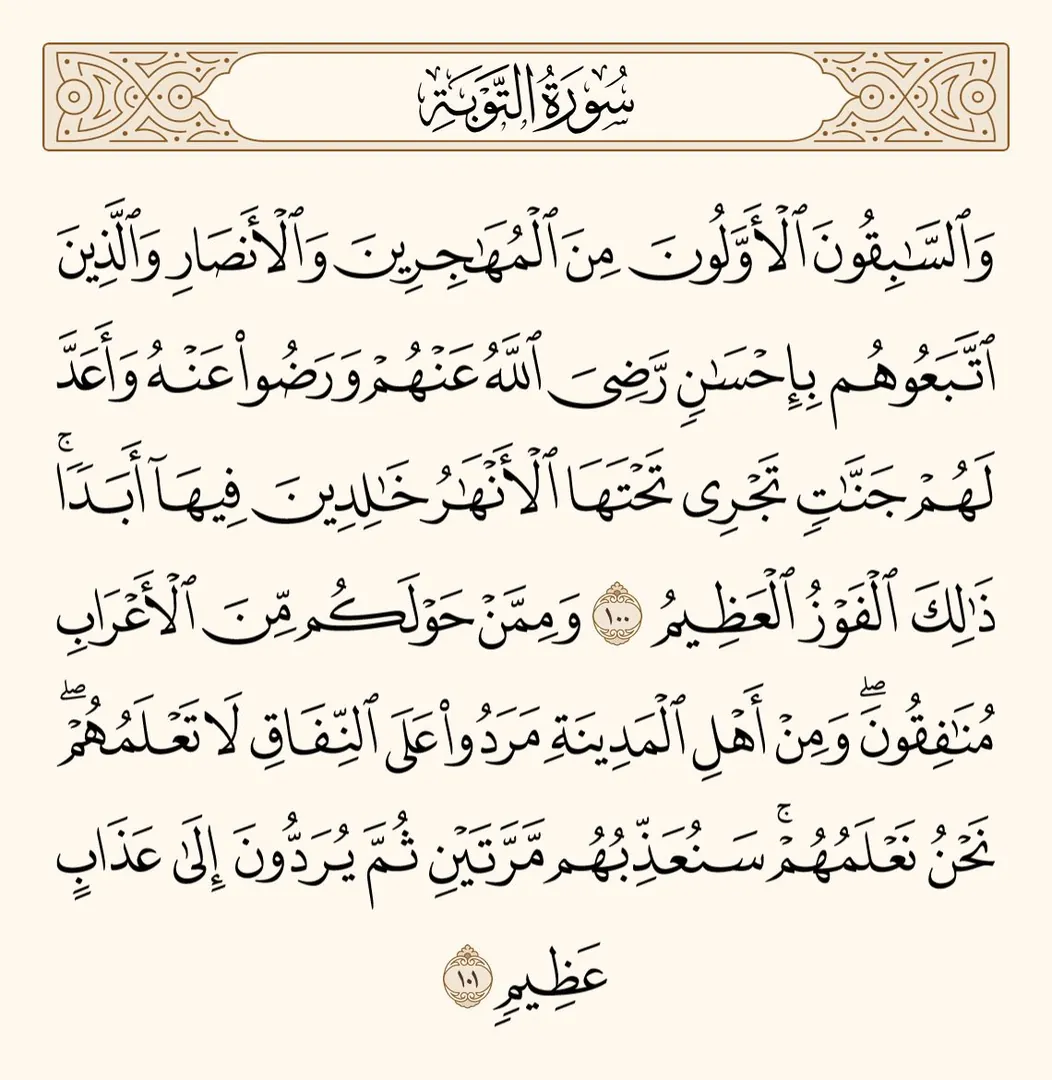 سُورَةُ التَّوۡبَةِ
وَٱلسَّٰبِقُونَ ٱلۡأَوَّلُونَ مِنَ ٱلۡمُهَٰجِرِينَ وَٱلۡأَنصَارِ وَٱلَّذِينَ
ٱتَّبَعُوهُم بِإِحۡسَٰنٖ رَّضِيَ ٱللَّهُ عَنۡهُمۡ وَرَضُواْ عَنۡهُ وَأَعَدَّ
لَهُمۡ جَنَّٰتٖ تَجۡرِي تَحۡتَهَا ٱلۡأَنۡهَٰرُ خَٰلِدِينَ فِيهَآ أَبَدٗاۚ
ذَٰلِكَ ٱلۡفَوۡزُ ٱلۡعَظِيمُ ١٠٠ وَمِمَّنۡ حَوۡلَكُم مِّنَ ٱلۡأَعۡرَابِ
مُنَٰفِقُونَۖ وَمِنۡ أَهۡلِ ٱلۡمَدِينَةِ مَرَدُواْ عَلَى ٱلنِّفَاقِ لَا تَعۡلَمُهُمۡۖ
نَحۡنُ نَعۡلَمُهُمۡۚ سَنُعَذِّبُهُم مَّرَّتَيۡنِ ثُمَّ يُرَدُّونَ إِلَىٰ عَذَابٍ
عَظِيمٖ ١٠١